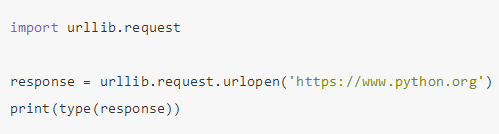 import urllib.request
response = urllib.request.urlopen('https://www.python.org')
print(type(response))